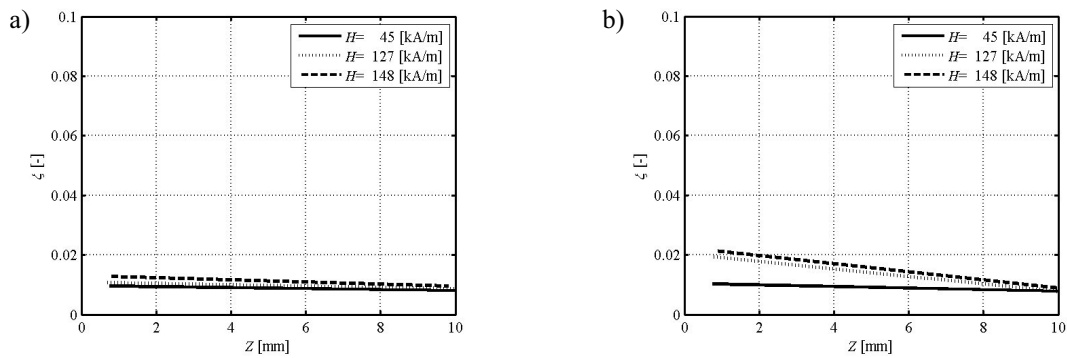 a)
0.1
0.08
0.06
0.04
0.02
0
ζ [-]
0 2 4 6 8 10
Z [mm]
H= 45 [kA/m]
H= 127 [kA/m]
H= 148 [kA/m]
b)
0.1
0.08
0.06
0.04
0.02
0
ζ [-]
0 2 4 6 8 10
Z [mm]
H= 45 [kA/m]
H= 127 [kA/m]
H= 148 [kA/m]